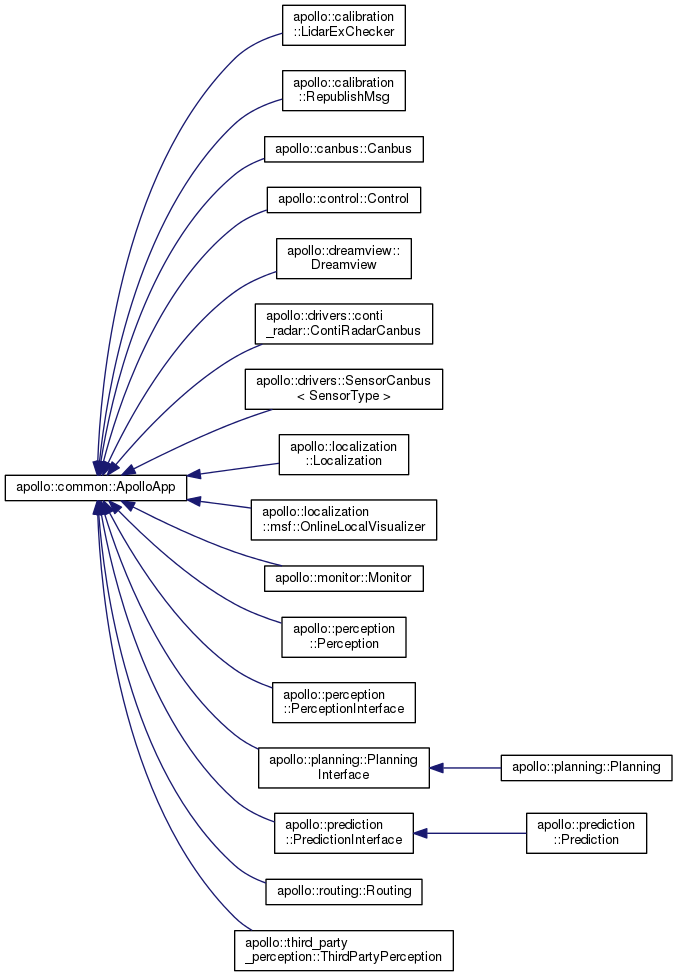 apollo::calibration
::LidarExChecker
apollo::calibration
::RepublishMsg
apollo::canbus::Canbus
apollo::control::Control
apollo::dreamview::
Dreamview
apollo::drivers::conti
_radar::ContiRadarCanbus
apollo::drivers::SensorCanbus
< SensorType >
apollo::localization
::Localization
apollo::common::ApolloApp
apollo::localization
::msf::OnlineLocalVisualizer
apollo::monitor::Monitor
apollo::perception
::Perception
apollo::perception
::PerceptionInterface
apollo::planning::Planning
Interface
apollo::planning::Planning
apollo::prediction
::PredictionInterface
apollo::prediction
::Prediction
apollo::routing::Routing
apollo::third_party
_perception::ThirdPartyPerception